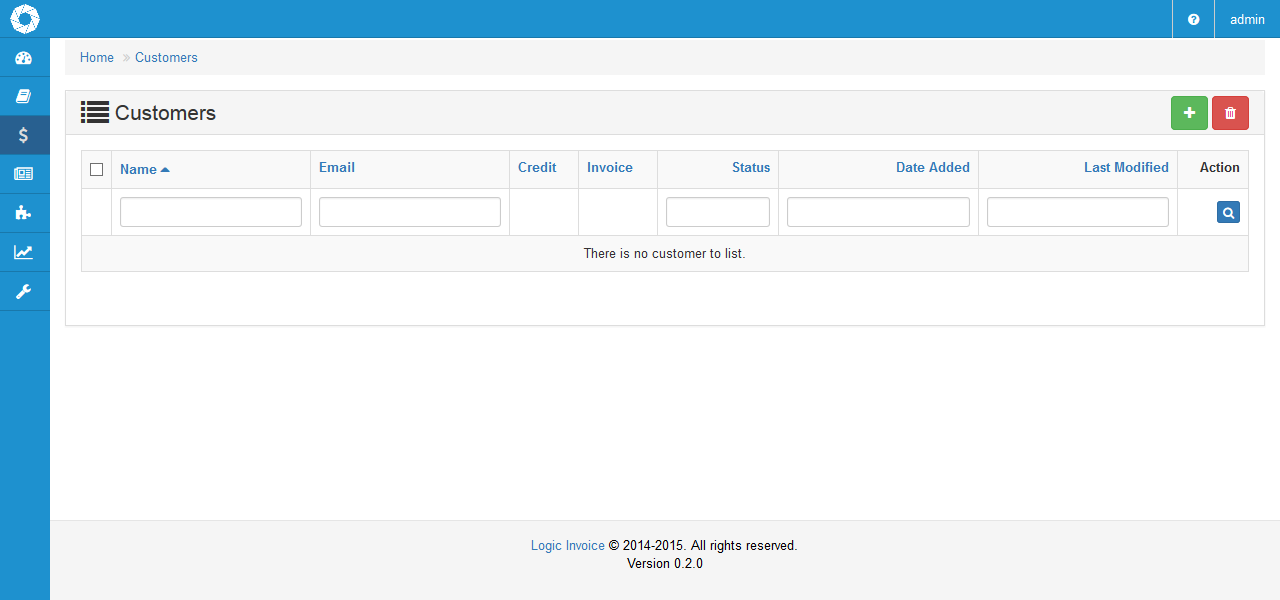 admin
Home » Customers
Customers
Name Email Credit Invoice Status Date Added Last Modified Action
There is no customer to list.
Logic Invoice © 2014-2015. All rights reserved.
Version 0.2.0